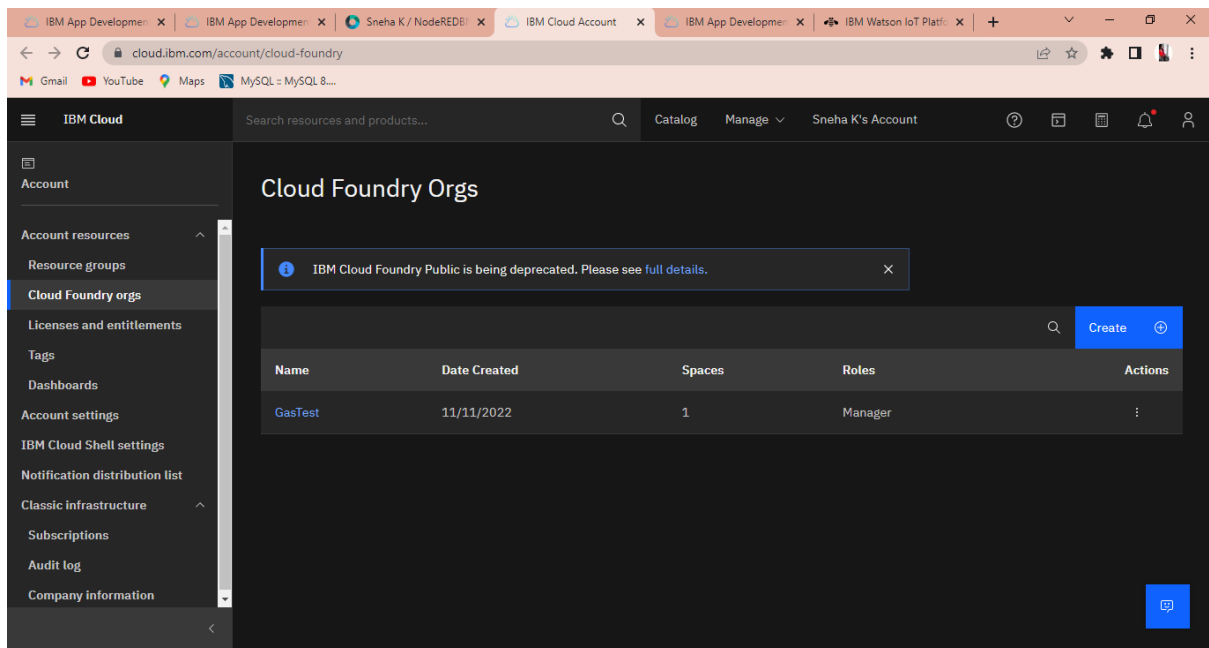 IBM App Developmen
IBM App Developmen
Sneha K / NodeREDB
IBM Cloud Account
IBM App Developmen
IBM Watson IoT Platfo
cloud.ibm.com/account/cloud-foundry
Gmail YouTube Maps MySQL :: MySQL 8....
IBM Cloud Search resources and products... Catalog Manage Sneha K's Account
Account
Account resources
Resource groups
Cloud Foundry orgs
Licenses and entitlements
Tags
Dashboards
Account settings
IBM Cloud Shell settings
Notification distribution list
Classic infrastructure
Subscriptions
Audit log
Company information
Cloud Foundry Orgs
IBM Cloud Foundry Public is being deprecated. Please see full details.
Create
Name Date Created Spaces Roles Actions
GasTest 11/11/2022 1 Manager